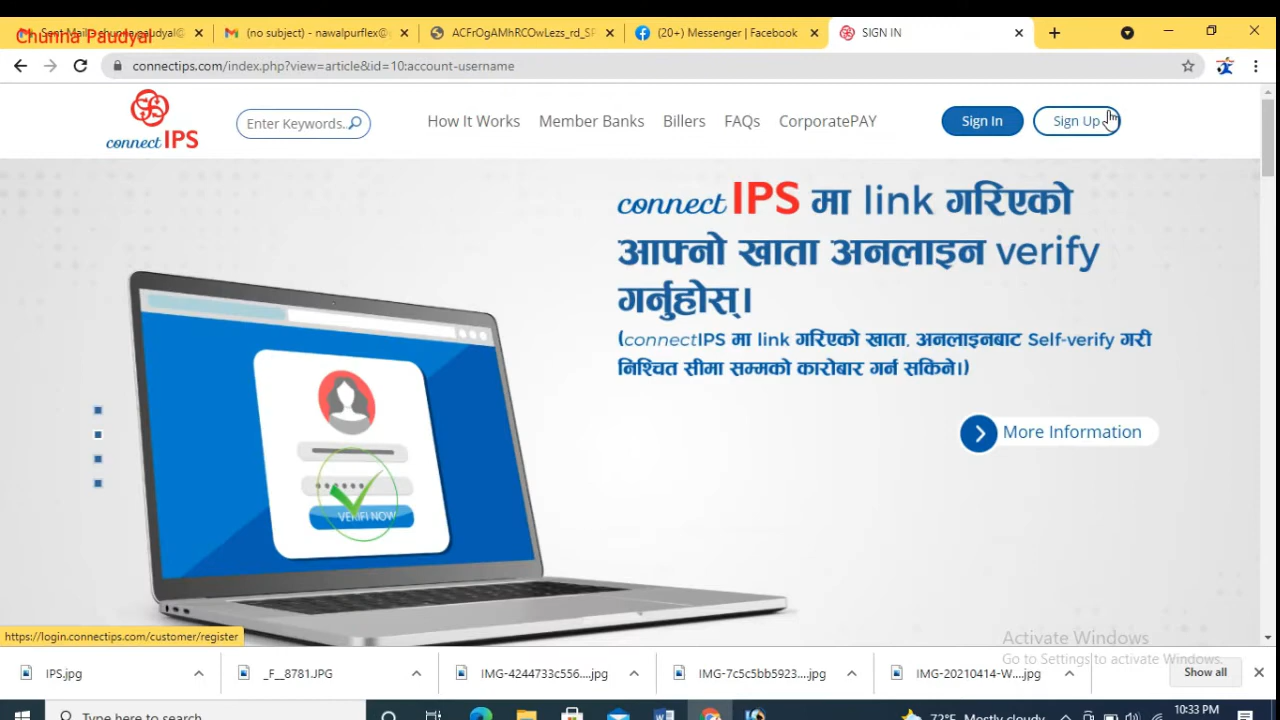 Chunna Paudyal
(no subject) - nawalpurflex@
ACFrOgAMhRCOwLezs_rd_SF
(20+) Messenger | Facebook
SIGN IN
connectips.com/index.php?view=article&id=10:account-username
connect IPS
Enter Keywords..
How It Works
Member Banks
Billers
FAQs
CorporatePAY
Sign In
Sign Up
connect IPS मा link गरिएको
आफ्नो खाता अनलाइन verify
गर्नुहोस्।
(connectIPS मा link गरिएको खाता, अनलाइनबाट Self-verify गरी
निश्चित सीमा सम्मको कारोबार गर्न सकिने।)
More Information
VERIFI NOW
https://login.connectips.com/customer/register
Activate Windows
Go to Settings to activate Windows.
IPS.jpg
_F__8781.JPG
IMG-4244733c556....jpg
IMG-7c5c5bb5923....jpg
IMG-20210414-W....jpg
Show all
Type here to search
72°F Mostly cloudy
10:33 PM